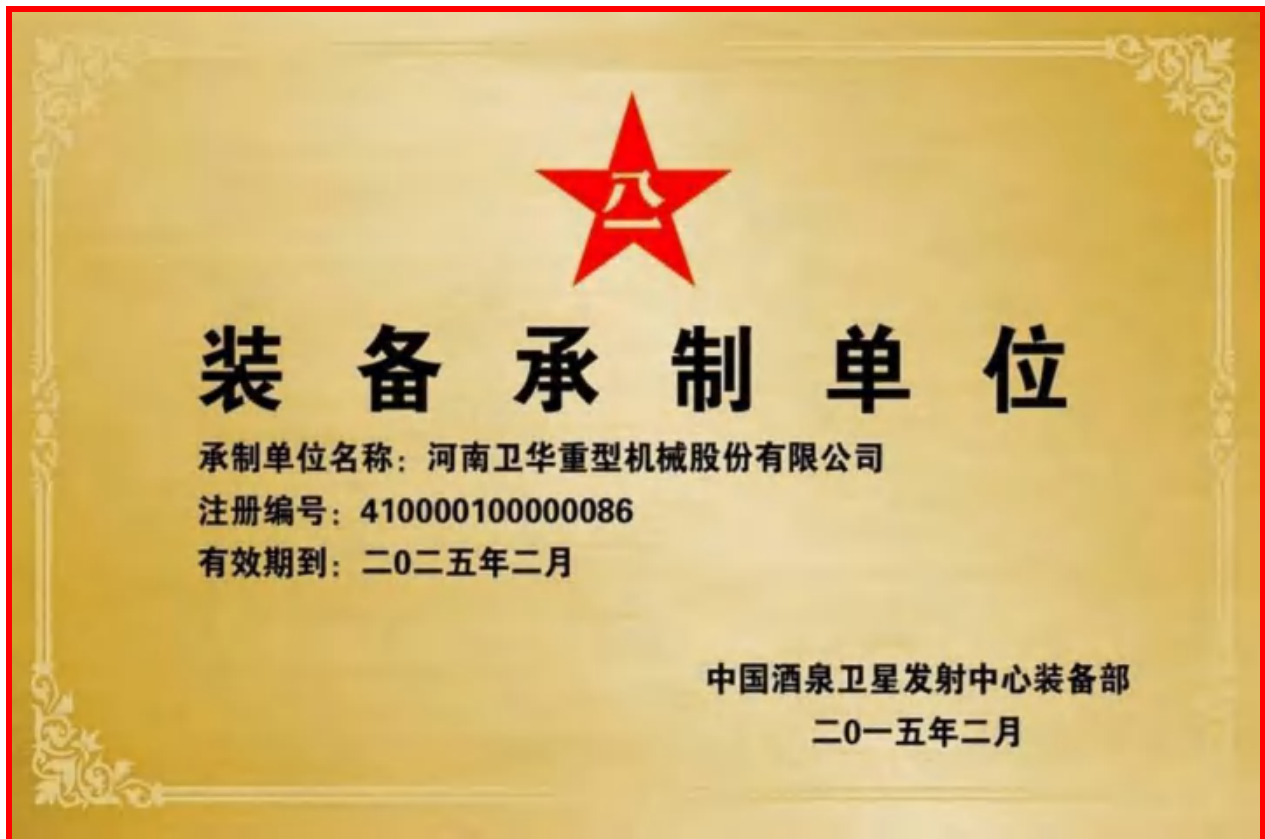 八一
装备承制单位
承制单位名称：河南卫华重型机械股份有限公司
注册编号：410000100000086
有效期到：二0二五年二月
中国酒泉卫星发射中心装备部
二0一五年二月